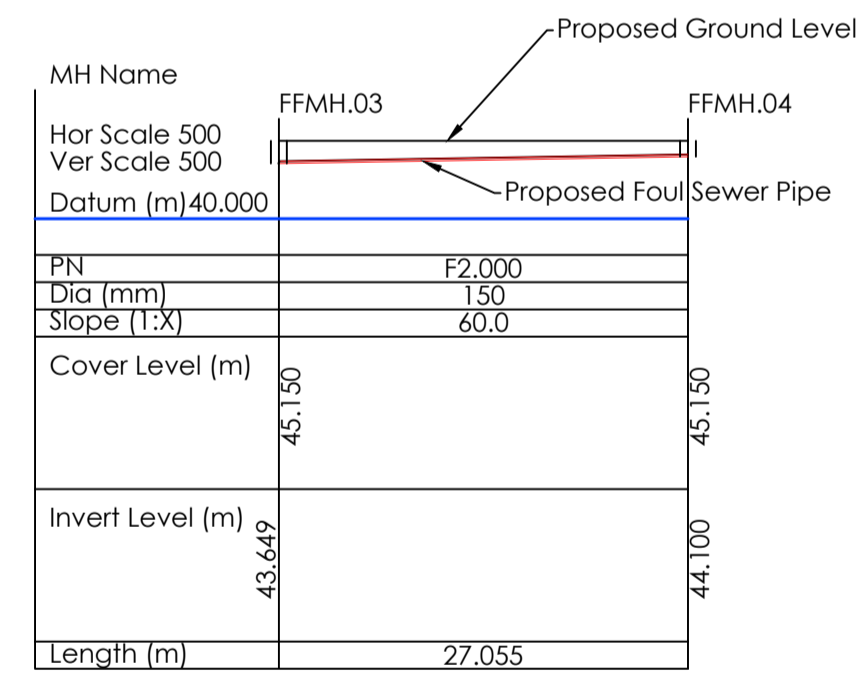 Proposed Ground Level
MH Name
FFMH.03
FFMH.04
Hor Scale 500
Ver Scale 500
Proposed Foul Sewer Pipe
Datum (m)40.000
PN
F2.000
Dia (mm)
150
Slope (1:X)
60.0
Cover Level (m)
45.150
45.150
Invert Level (m)
43.649
44.100
Length (m)
27.055